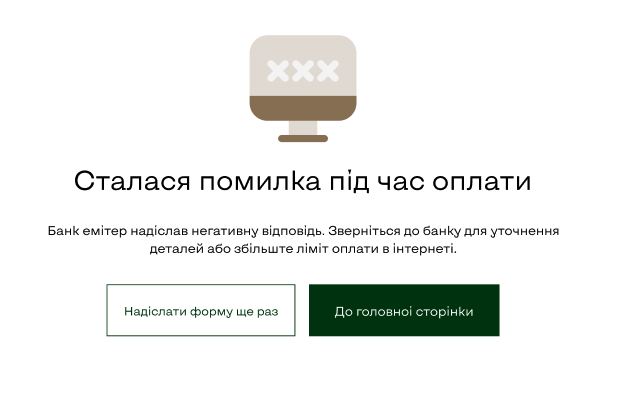 Сталася помилка під час оплати
Банк емітер надіслав негативну відповідь. Зверніться до банку для уточнення
деталей або збільште ліміт оплати в інтернеті.
Надіслати форму ще раз
До головної сторінки